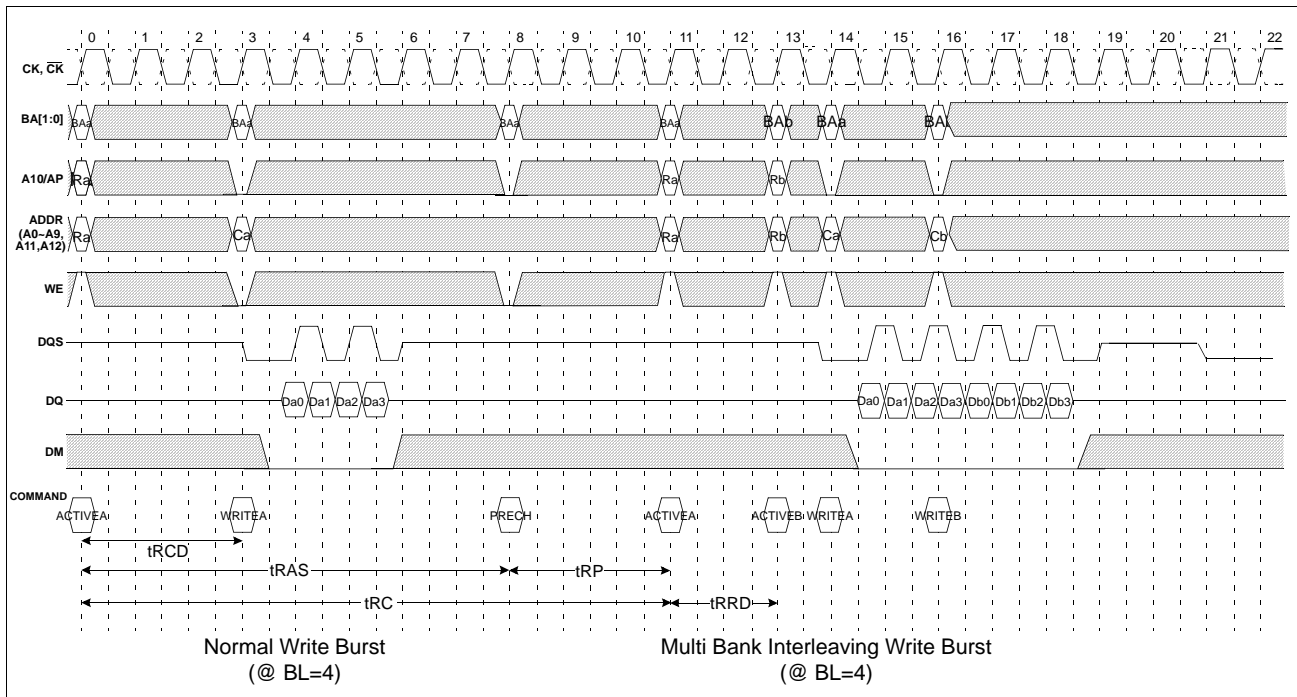 0 1 2 3 4 5 6 7 8 9 10 11 12 13 14 15 16 17 18 19 20 21 22
CK, CK
BA[1:0] BAa BAa BAa BAa BAb BAa
A10/AP Ra Ra Rb
ADDR
(A0~A9,
A11,A12)
Ra Ca Ra Rb Ca Cb
WE
DQS
DQ Da0 Da1 Da2 Da3 Da0 Da1 Da2 Da3 Db0 Db1 Db2 Db3
DM
COMMAND
ACTIVEA WRITEA PRECH ACTIVEA ACTIVEB WRITEA WRITEB
tRCD
tRAS tRP
tRC tRRD
Normal Write Burst
(@ BL=4)
Multi Bank Interleaving Write Burst
(@ BL=4)